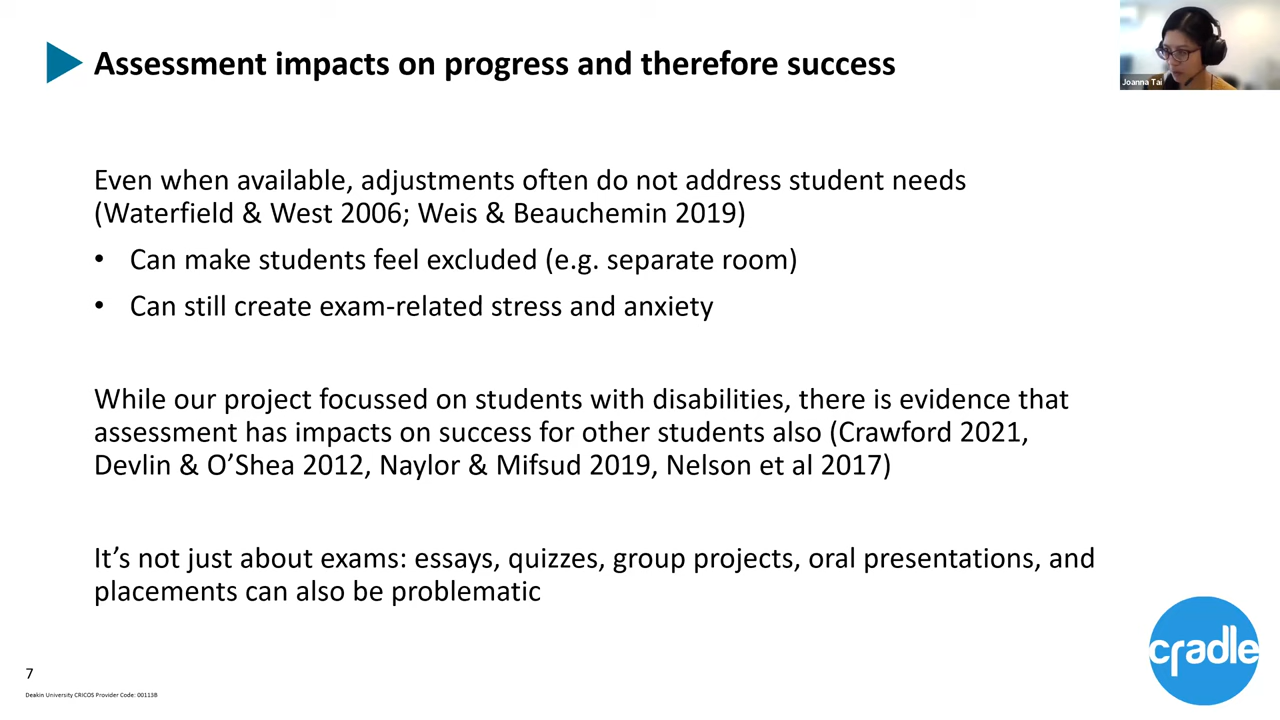 Assessment impacts on progress and therefore success
Joanna Tai
Even when available, adjustments often do not address student needs
(Waterfield & West 2006; Weis & Beauchemin 2019)
• Can make students feel excluded (e.g. separate room)
• Can still create exam-related stress and anxiety
While our project focussed on students with disabilities, there is evidence that
assessment has impacts on success for other students also (Crawford 2021,
Devlin & O’Shea 2012, Naylor & Mifsud 2019, Nelson et al 2017)
It’s not just about exams: essays, quizzes, group projects, oral presentations, and
placements can also be problematic
cradle
7
Deakin University CRICOS Provider Code: 00113B